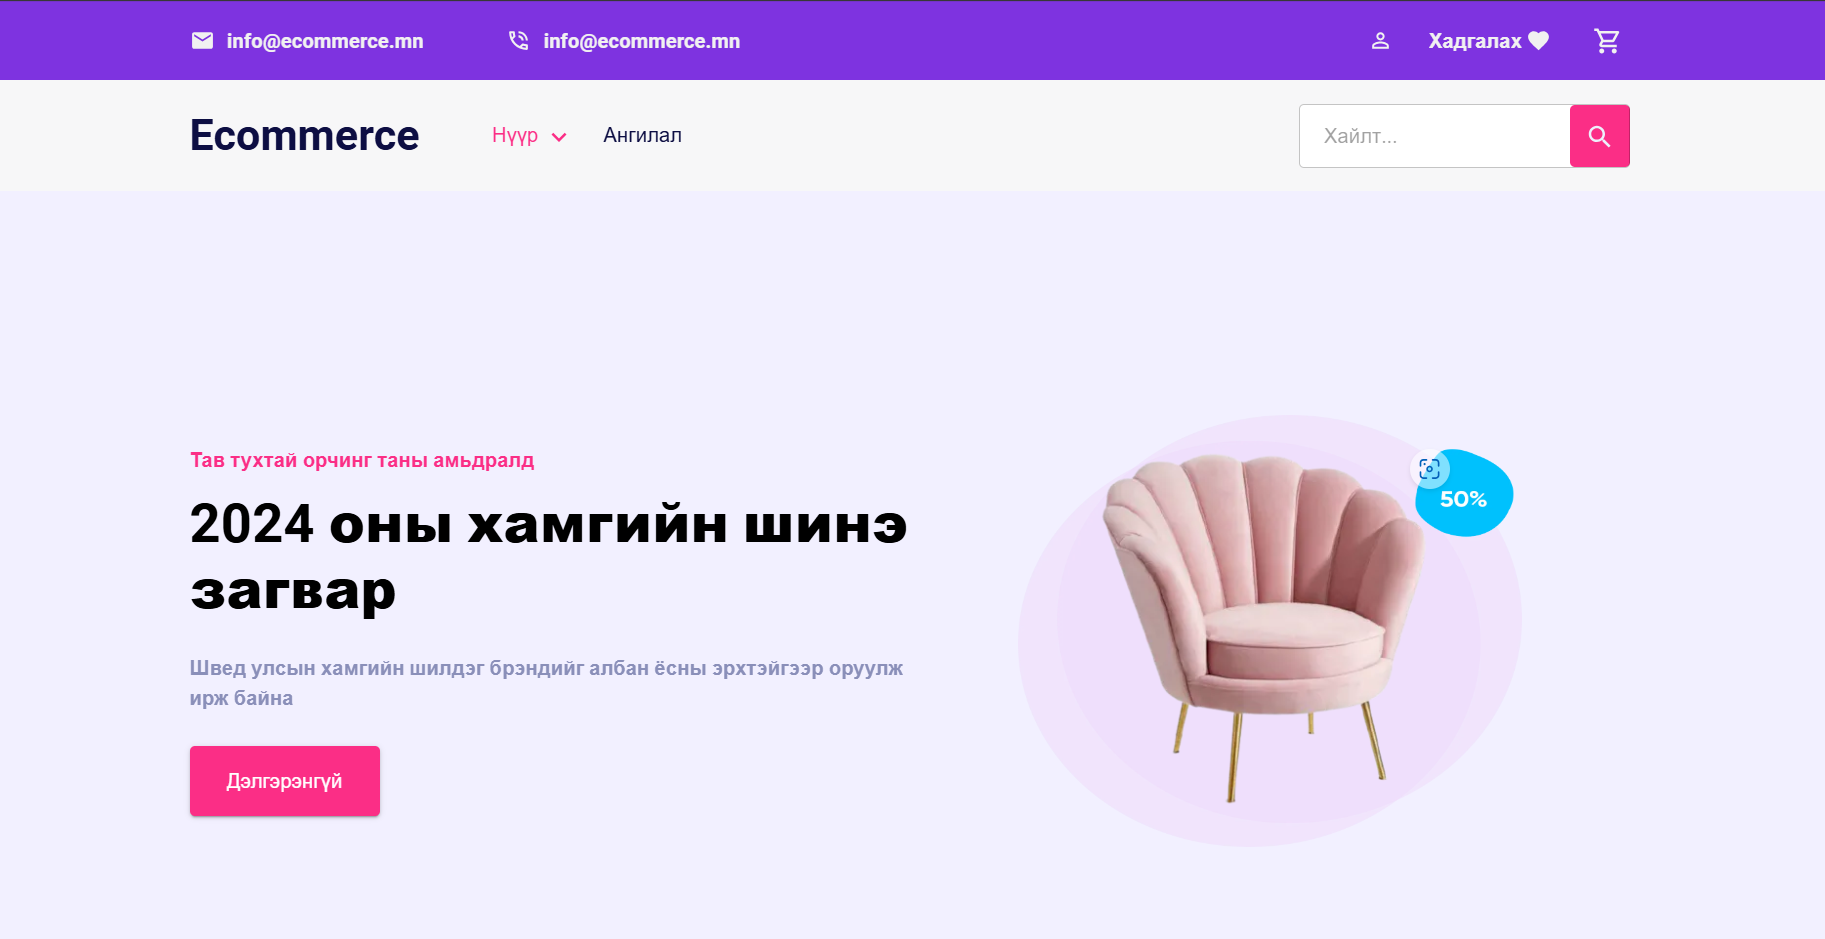 info@ecommerce.mn
info@ecommerce.mn
Хадгалах
Ecommerce
Нүүр
Ангилал
Хайлт...
Тав тухтай орчинг таны амьдралд
50%
2024 оны хамгийн шинэ
загвар
Швед улсын хамгийн шилдэг брэндийг албан ёсны эрхтэйгээр оруулж
ирж байна
Дэлгэрэнгүй